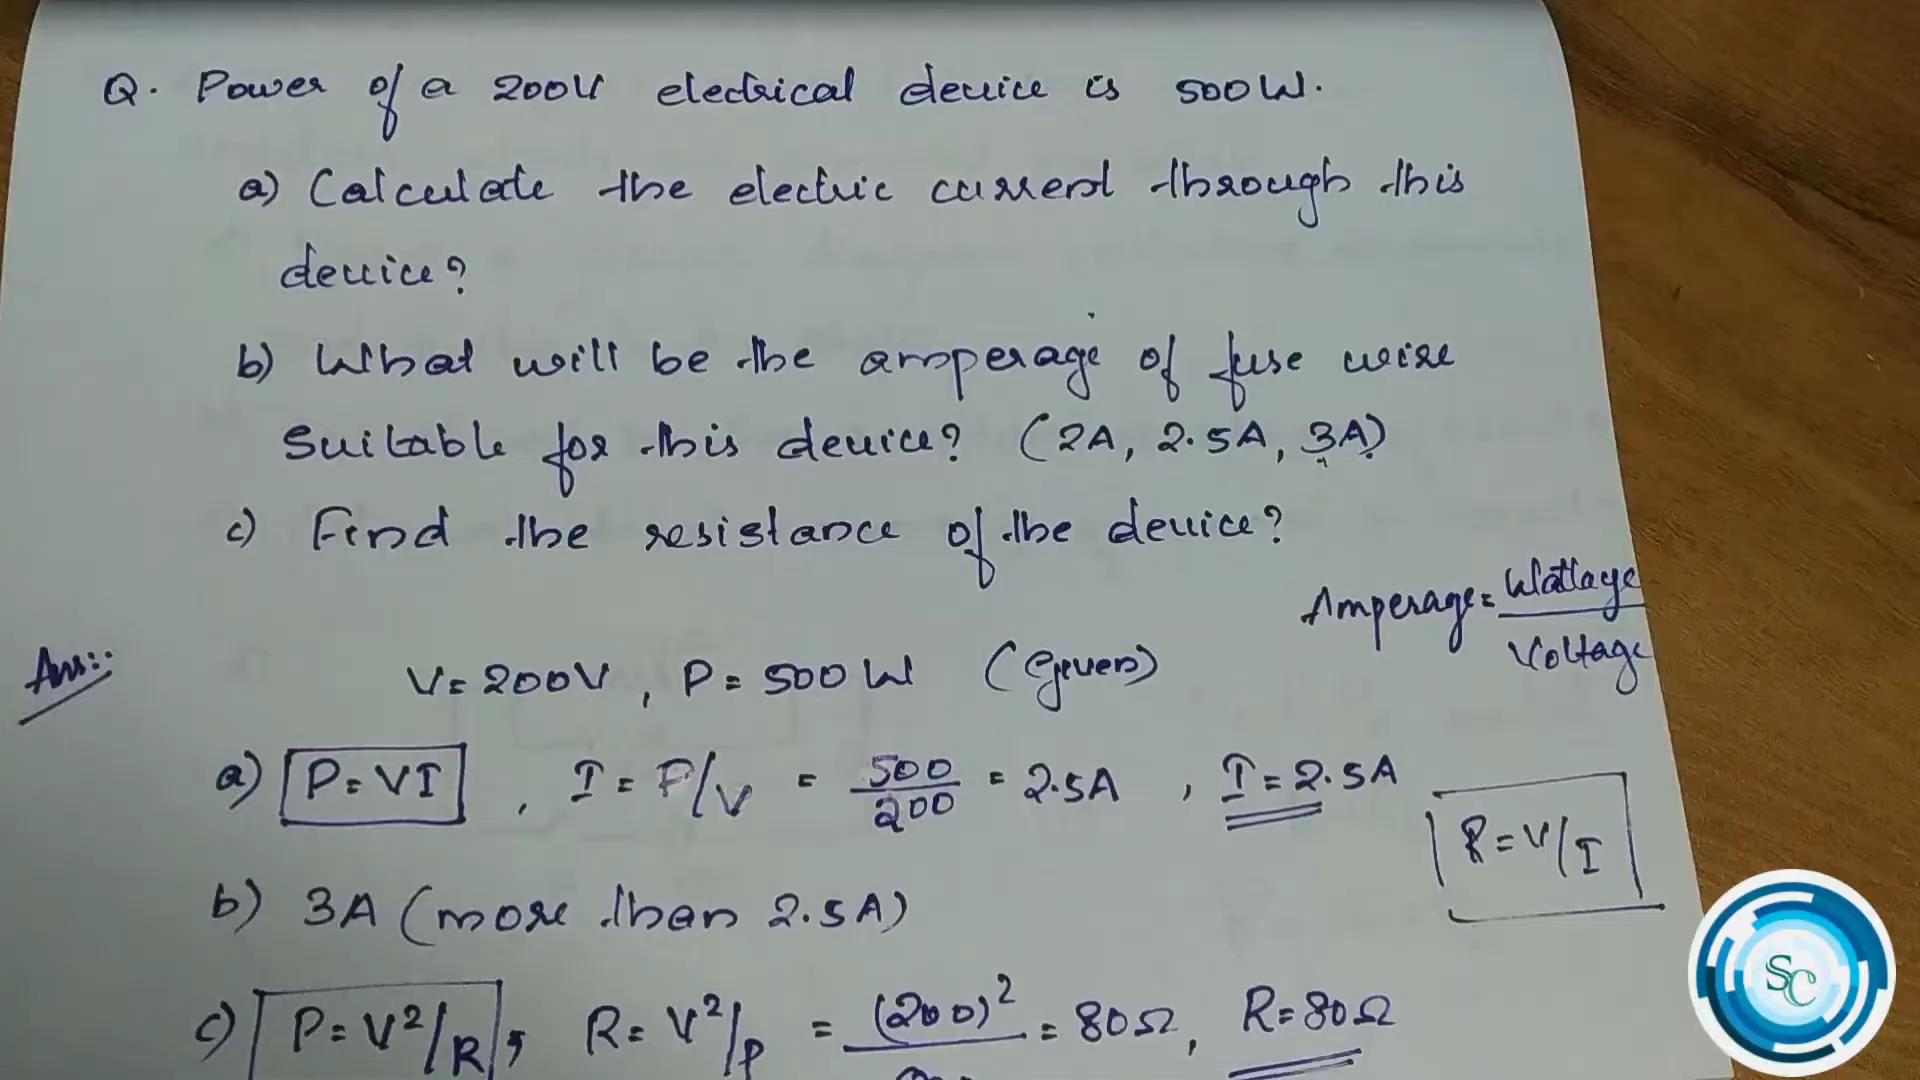 Q. Power of a 200V electrical device is 500W.
a) Calculate the electric current through this
device?
b) What will be the amperage of fuse wire
suitable for this device? (2A, 2.5A, 3A)
c) Find the resistance of the device?
Amperage = Wattage
Voltage
Ans:-
V = 200V, P = 500W (Given)
a) P = VI, I = P/V = 500/200 = 2.5A, I = 2.5A
R = V/I
b) 3A (more than 2.5A)
c) P = V²/R, R = V²/P = (200)² = 80Ω, R = 80Ω
SC